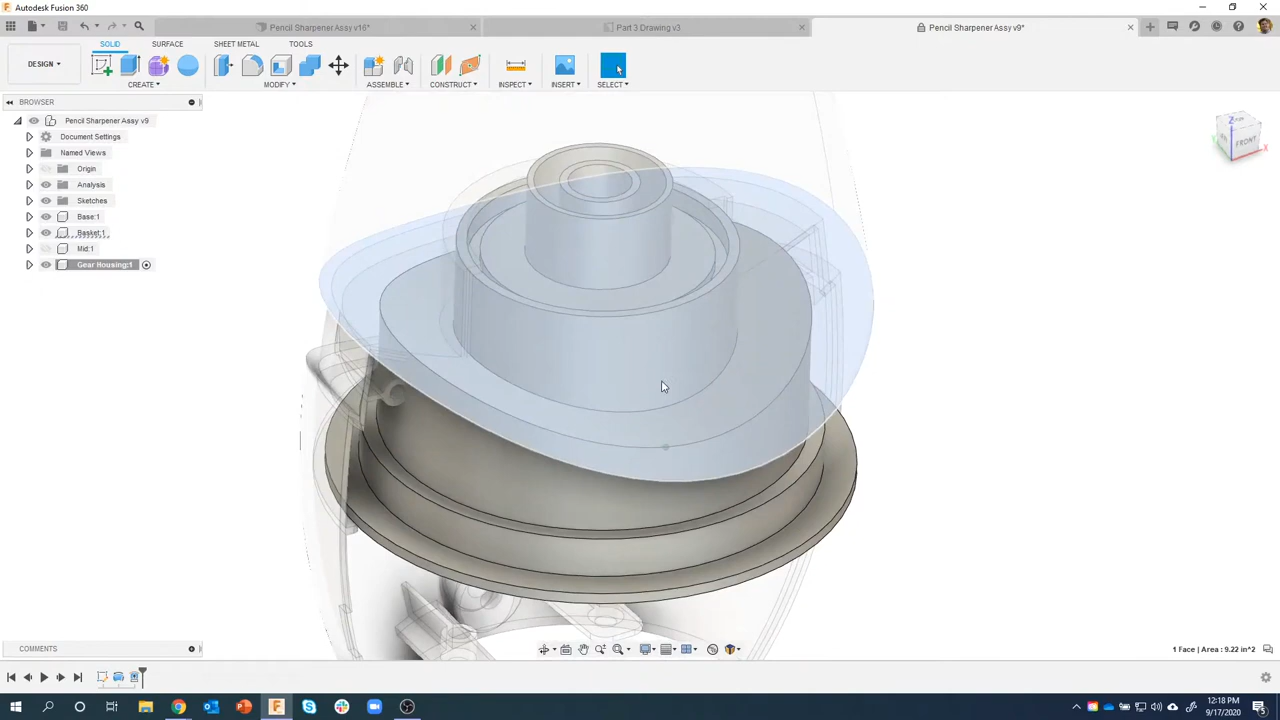 Autodesk Fusion 360
Pencil Sharpener Assy v16*
Part 3 Drawing v3
Pencil Sharpener Assy v9*
SOLID SURFACE SHEET METAL TOOLS
DESIGN
CREATE MODIFY ASSEMBLE CONSTRUCT INSPECT INSERT SELECT
BROWSER
Pencil Sharpener Assy v9
Document Settings
Named Views
Origin
Analysis
Sketches
Base:1
Basket:1
Mid:1
Gear Housing:1
Z
FRONT
X
COMMENTS
1 Face | Area : 9.22 in^2
12:18 PM
9/17/2020
5